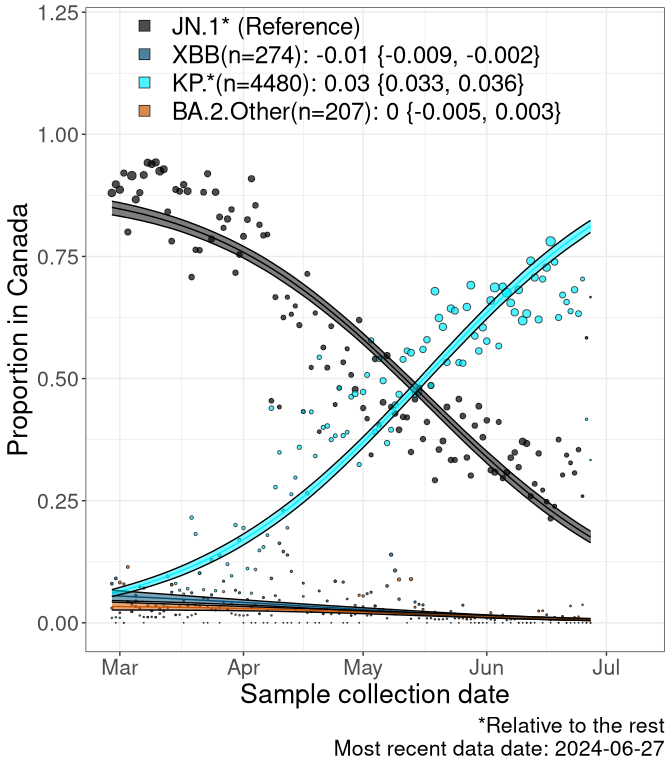 1.25
1.00
0.75
0.50
0.25
0.00
Proportion in Canada
JN.1* (Reference)
XBB(n=274): -0.01 {-0.009, -0.002}
KP.*(n=4480): 0.03 {0.033, 0.036}
BA.2.Other(n=207): 0 {-0.005, 0.003}
Mar Apr May Jun Jul
Sample collection date
*Relative to the rest
Most recent data date: 2024-06-27